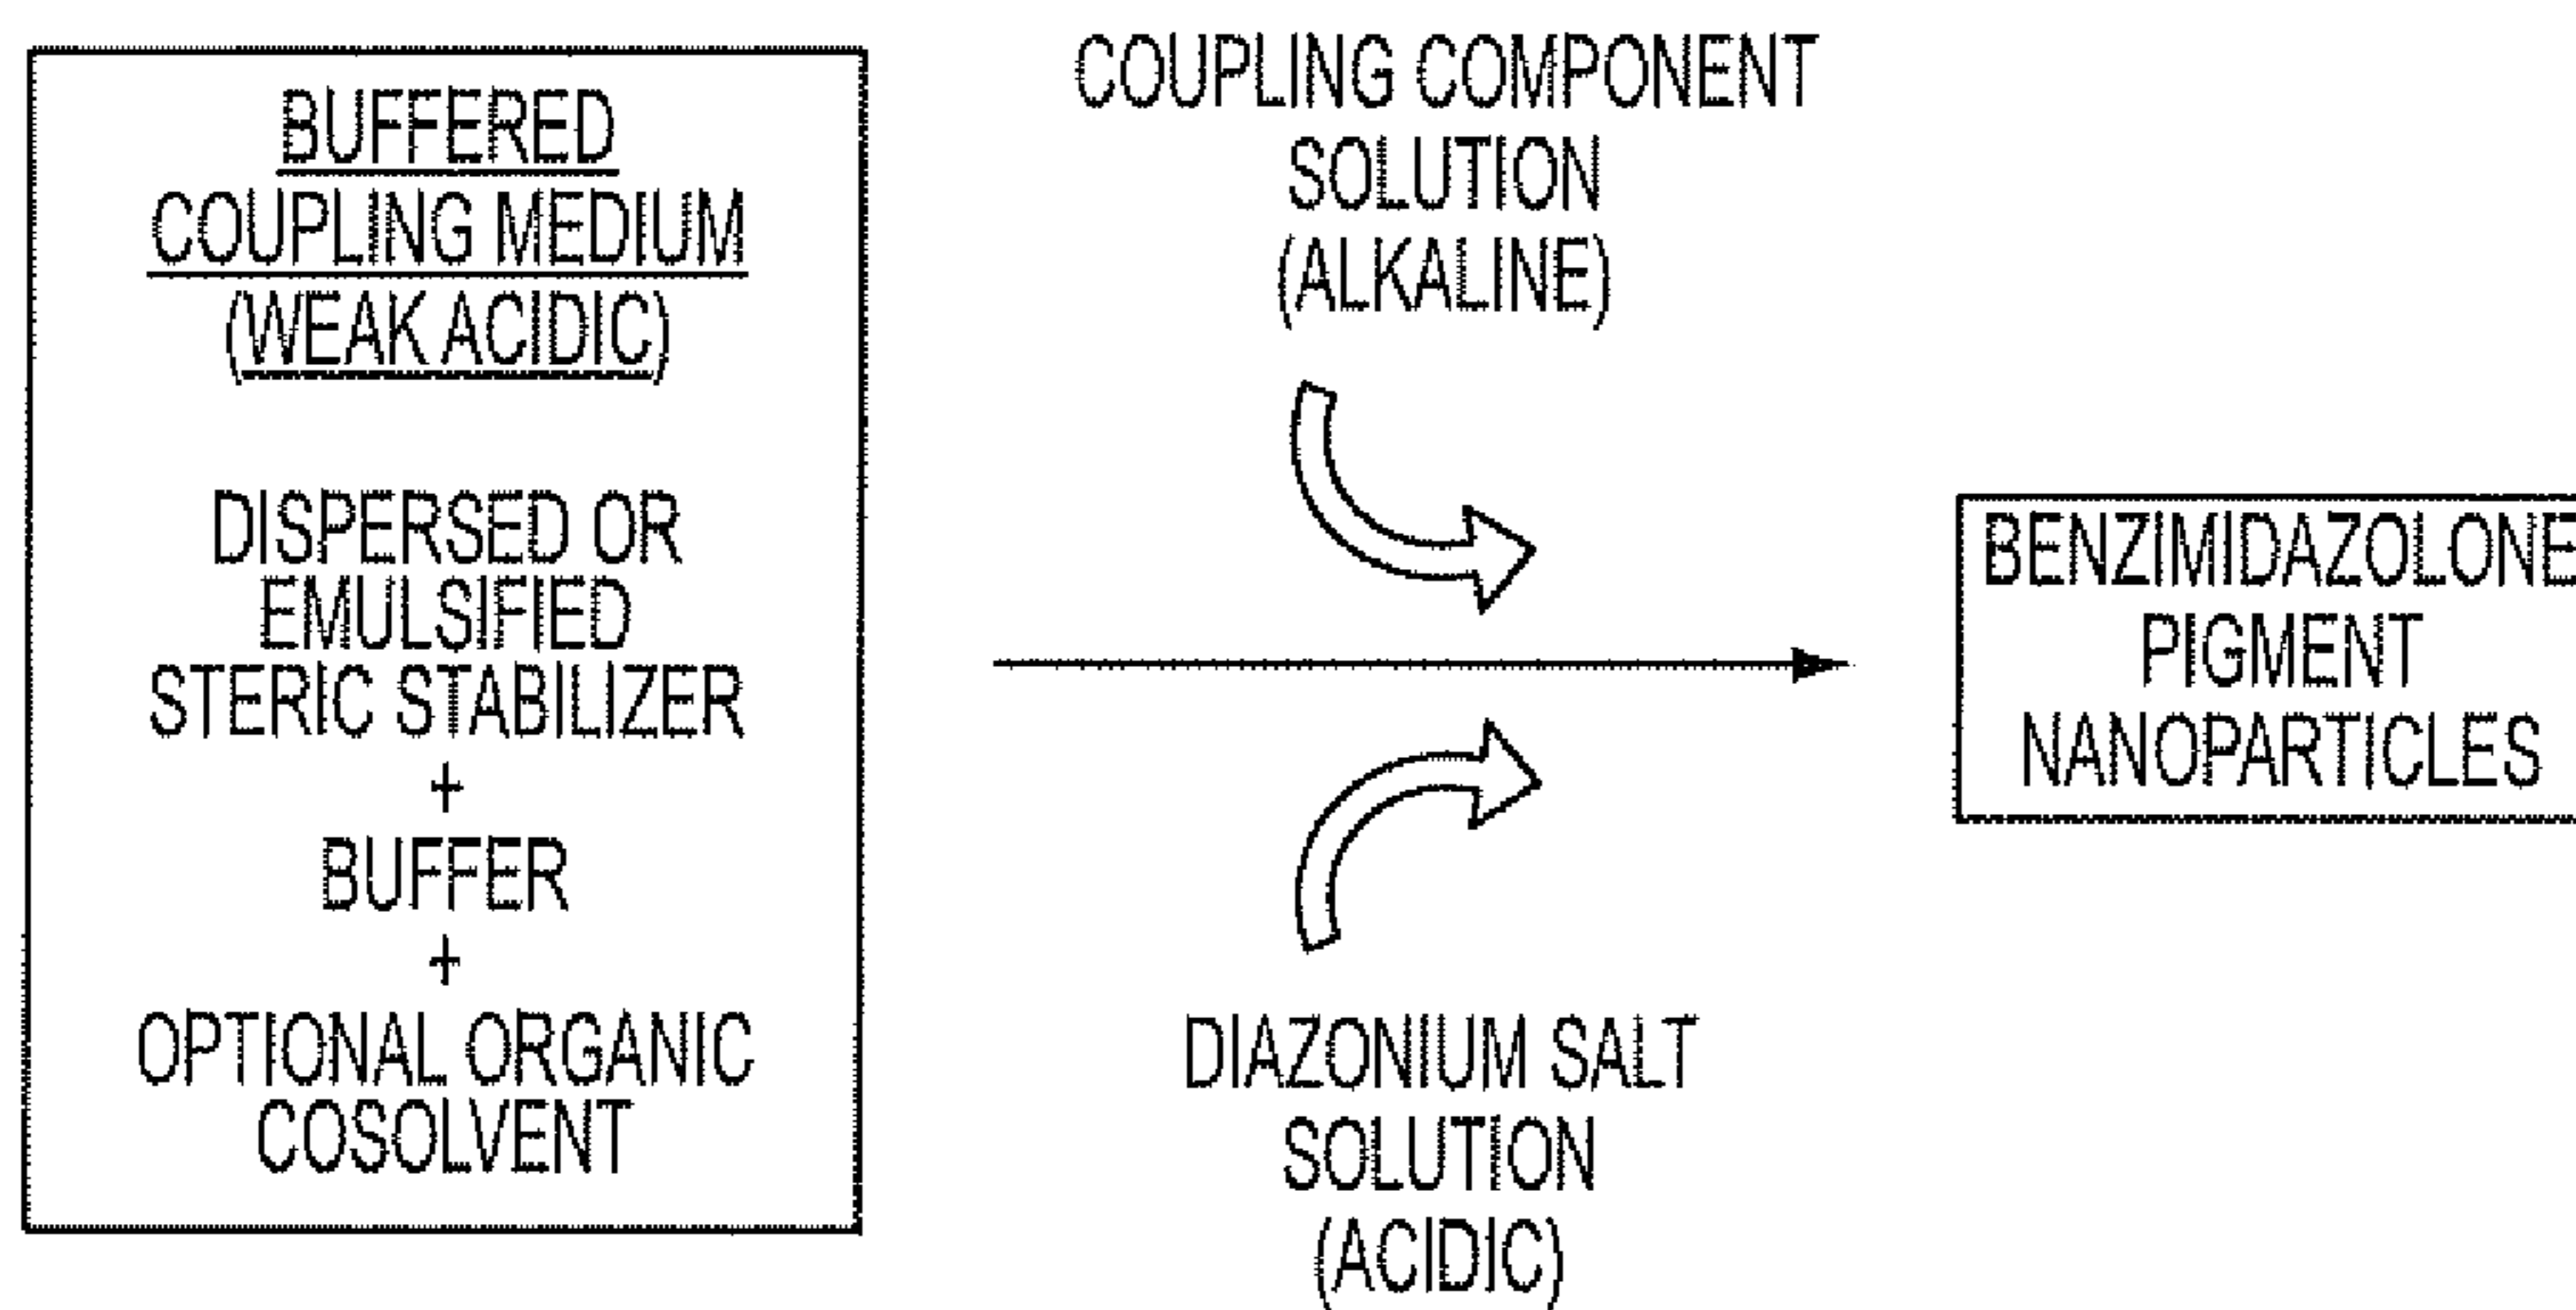 BUFFERED
COUPLING MEDIUM
(WEAK ACIDIC)
DISPERSED OR
EMULSIFIED
STERIC STABILIZER
+
BUFFER
+
OPTIONAL ORGANIC
COSOLVENT
COUPLING COMPONENT
SOLUTION
(ALKALINE)
DIAZONIUM SALT
SOLUTION
(ACIDIC)
BENZIMIDAZOLONE
PIGMENT
NANOPARTICLES